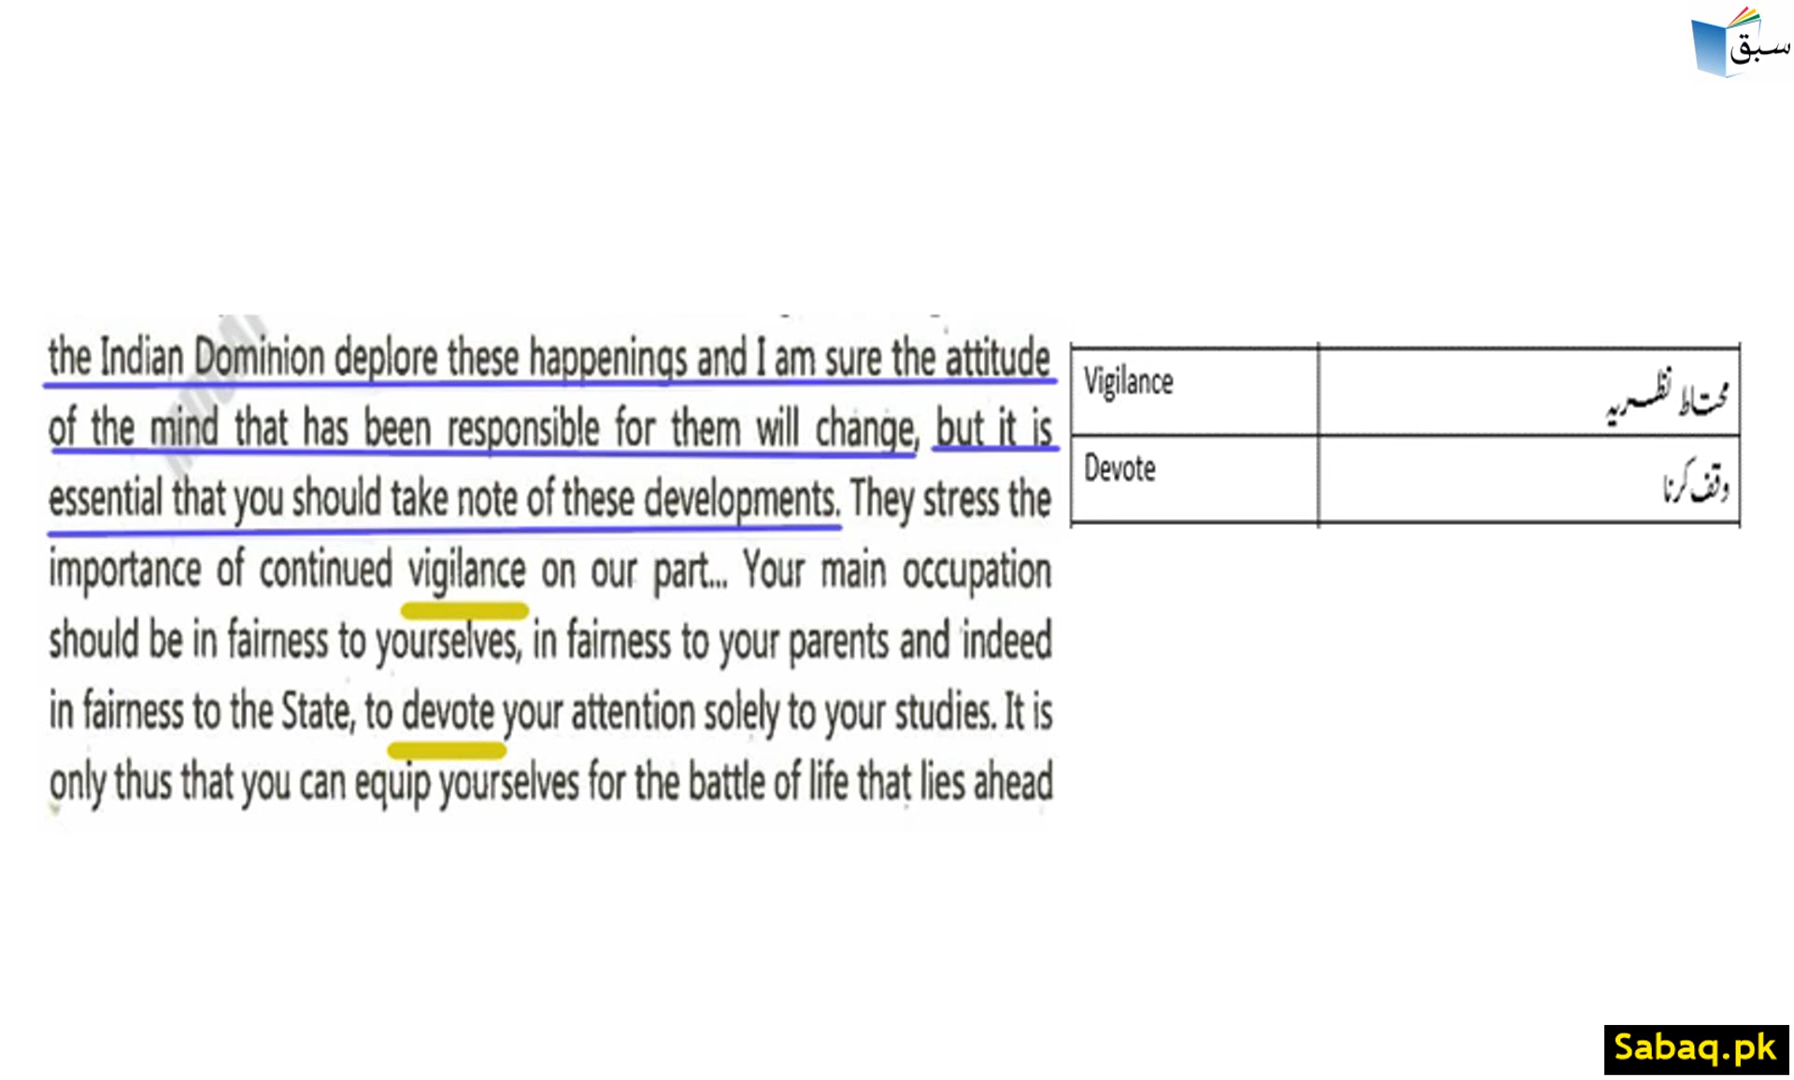 سبق
the Indian Dominion deplore these happenings and I am sure the attitude
of the mind that has been responsible for them will change, but it is
essential that you should take note of these developments. They stress the
importance of continued vigilance on our part... Your main occupation
should be in fairness to yourselves, in fairness to your parents and indeed
in fairness to the State, to devote your attention solely to your studies. It is
only thus that you can equip yourselves for the battle of life that lies ahead
Vigilance محتاط نظریہ
Devote وقف کرنا
Sabaq.pk